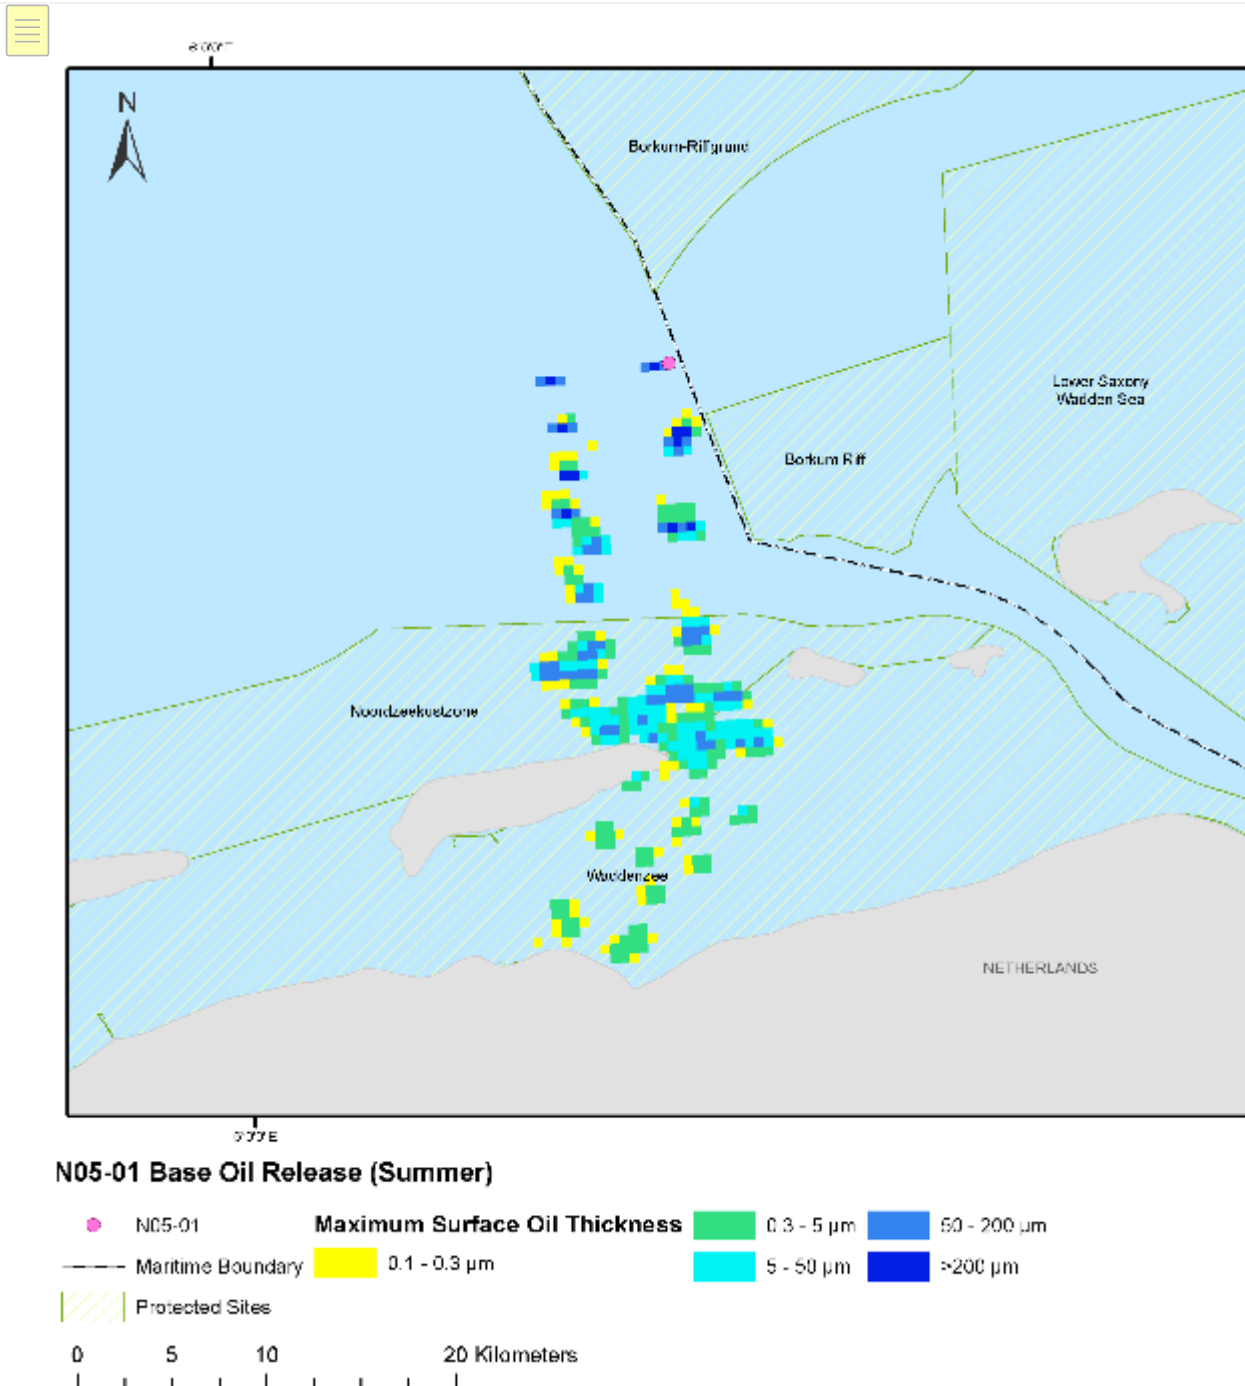 N
Borkum-Riffgrund
Lower Saxony
Wadden Sea
Borkum Riff
Noordzeekustzone
Waddenzee
NETHERLANDS
N05-01 Base Oil Release (Summer)
N05-01
Maritime Boundary
Protected Sites
Maximum Surface Oil Thickness
0.1 - 0.3 µm
0.3 - 5 µm
5 - 50 µm
50 - 200 µm
>200 µm
0 5 10 20 Kilometers